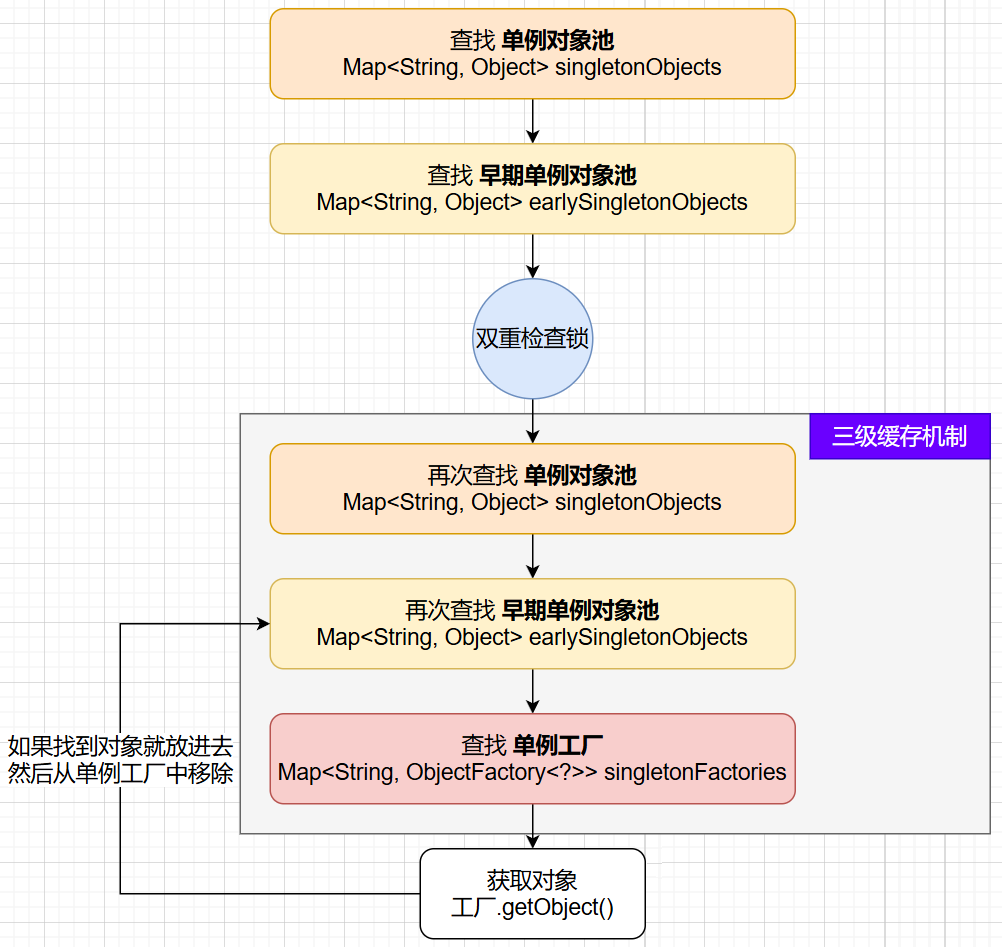 查找 单例对象池
Map<String, Object> singletonObjects
查找 早期单例对象池
Map<String, Object> earlySingletonObjects
双重检查锁
三级缓存机制
再次查找 单例对象池
Map<String, Object> singletonObjects
再次查找 早期单例对象池
Map<String, Object> earlySingletonObjects
查找 单例工厂
Map<String, ObjectFactory<?>> singletonFactories
如果找到对象就放进去
然后从单例工厂中移除
获取对象
工厂.getObject()